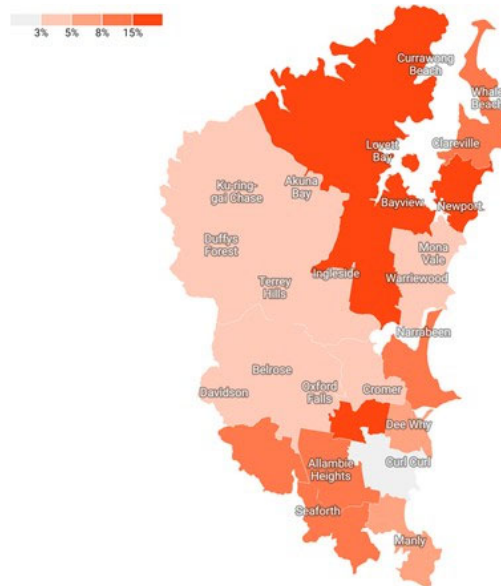 3% 5% 8% 15%
Currawong
Beach
Whale
Beach
Clareville
Lovett
Bay
Ku-ring-
gai Chase
Akuna
Bay
Bayview
Newport
Duffys
Forest
Mona
Vale
Ingleside
Warriewood
Terrey
Hills
Narrabeen
Belrose
Davidson
Oxford
Falls
Cromer
Dee Why
Allambie
Heights
Curl Curl
Seaforth
Manly